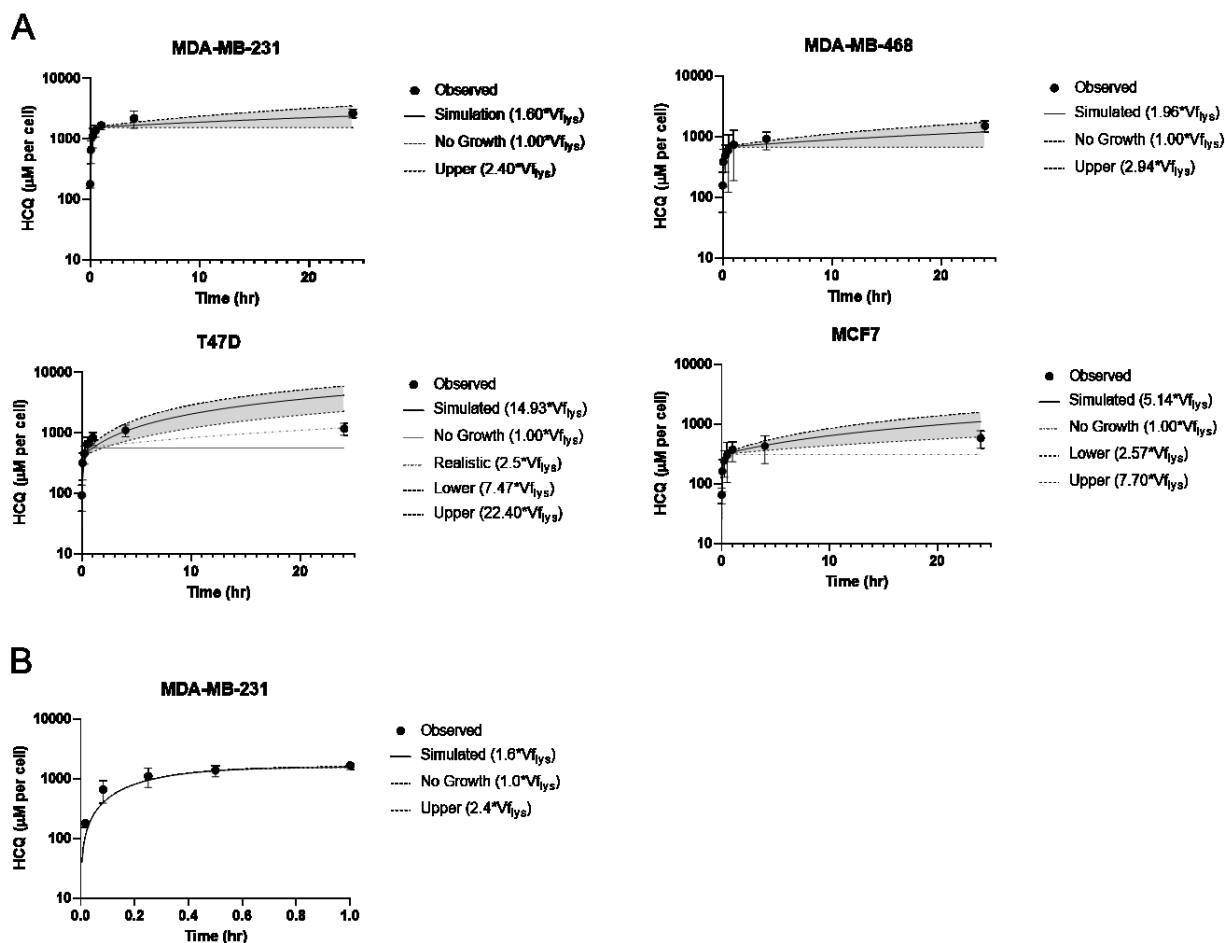 A
MDA-MB-231
HCQ (µM per cell)
10000
1000
100
10
0
10
20
Time (hr)
Observed
Simulation (1.60*Vflys)
No Growth (1.00*Vflys)
Upper (2.40*Vflys)
MDA-MB-468
HCQ (µM per cell)
10000
1000
100
10
0
10
20
Time (hr)
Observed
Simulated (1.96*Vflys)
No Growth (1.00*Vflys)
Upper (2.94*Vflys)
T47D
HCQ (µM per cell)
10000
1000
100
10
0
10
20
Time (hr)
Observed
Simulated (14.93*Vflys)
No Growth (1.00*Vflys)
Realistic (2.5*Vflys)
Lower (7.47*Vflys)
Upper (22.40*Vflys)
MCF7
HCQ (µM per cell)
10000
1000
100
10
0
10
20
Time (hr)
Observed
Simulated (5.14*Vflys)
No Growth (1.00*Vflys)
Lower (2.57*Vflys)
Upper (7.70*Vflys)
B
MDA-MB-231
HCQ (µM per cell)
10000
1000
100
10
0.0
0.2
0.4
0.6
0.8
1.0
Time (hr)
Observed
Simulated (1.6*Vflys)
No Growth (1.0*Vflys)
Upper (2.4*Vflys)